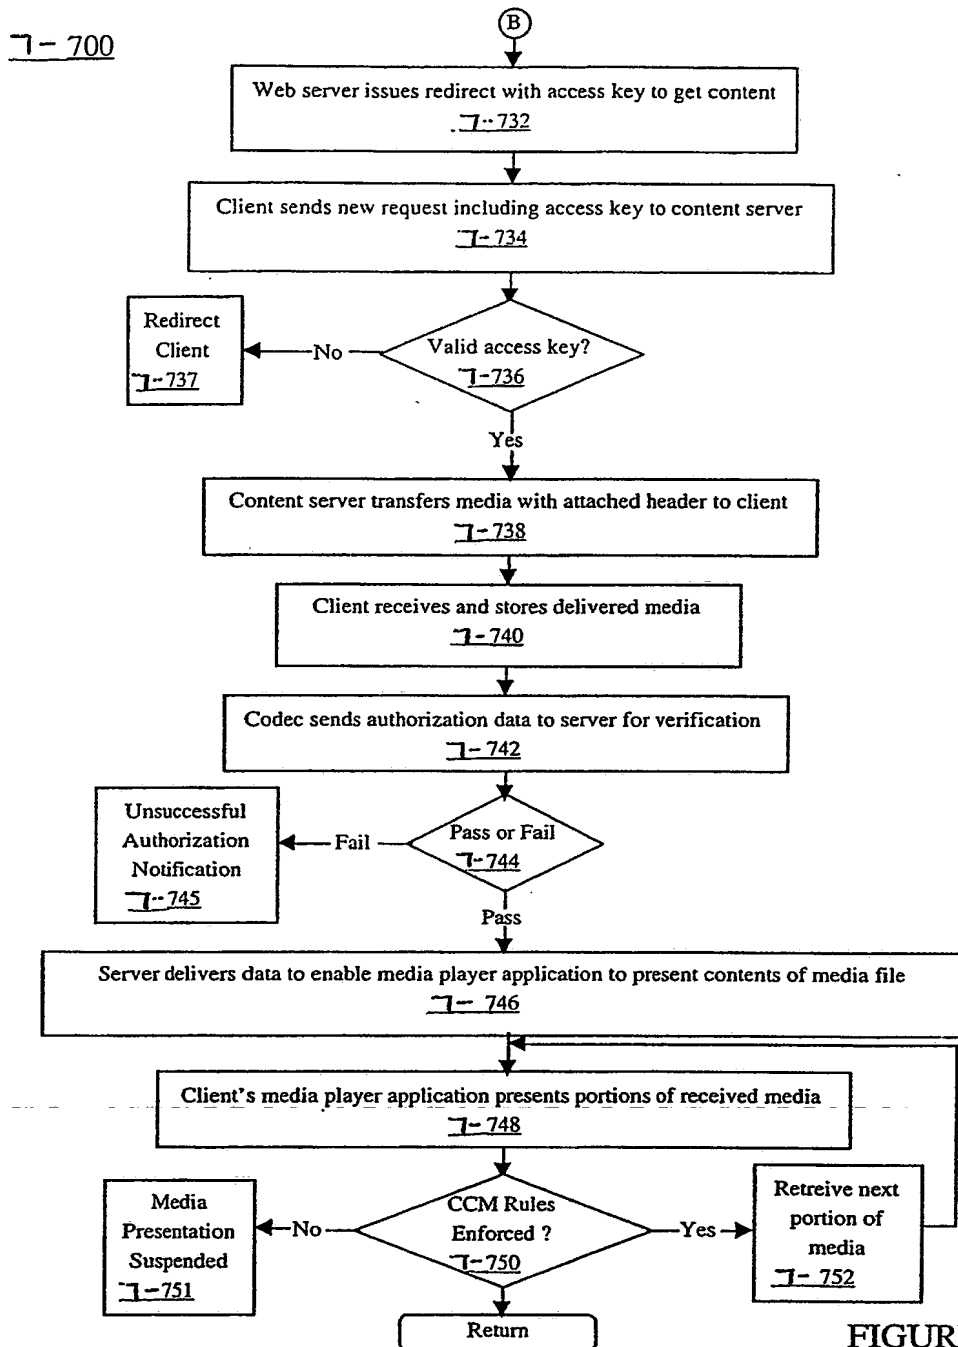 B
7-700
Web server issues redirect with access key to get content
7-732
Client sends new request including access key to content server
7-734
Redirect
Client
7-737
No
Valid access key?
7-736
Yes
Content server transfers media with attached header to client
7-738
Client receives and stores delivered media
7-740
Codec sends authorization data to server for verification
7-742
Unsuccessful
Authorization
Notification
7-745
Fail
Pass or Fail
7-744
Pass
Server delivers data to enable media player application to present contents of media file
7-746
Client's media player application presents portions of received media
7-748
Media
Presentation
Suspended
7-751
No
CCM Rules
Enforced ?
7-750
Yes
Retreive next
portion of
media
7-752
Return